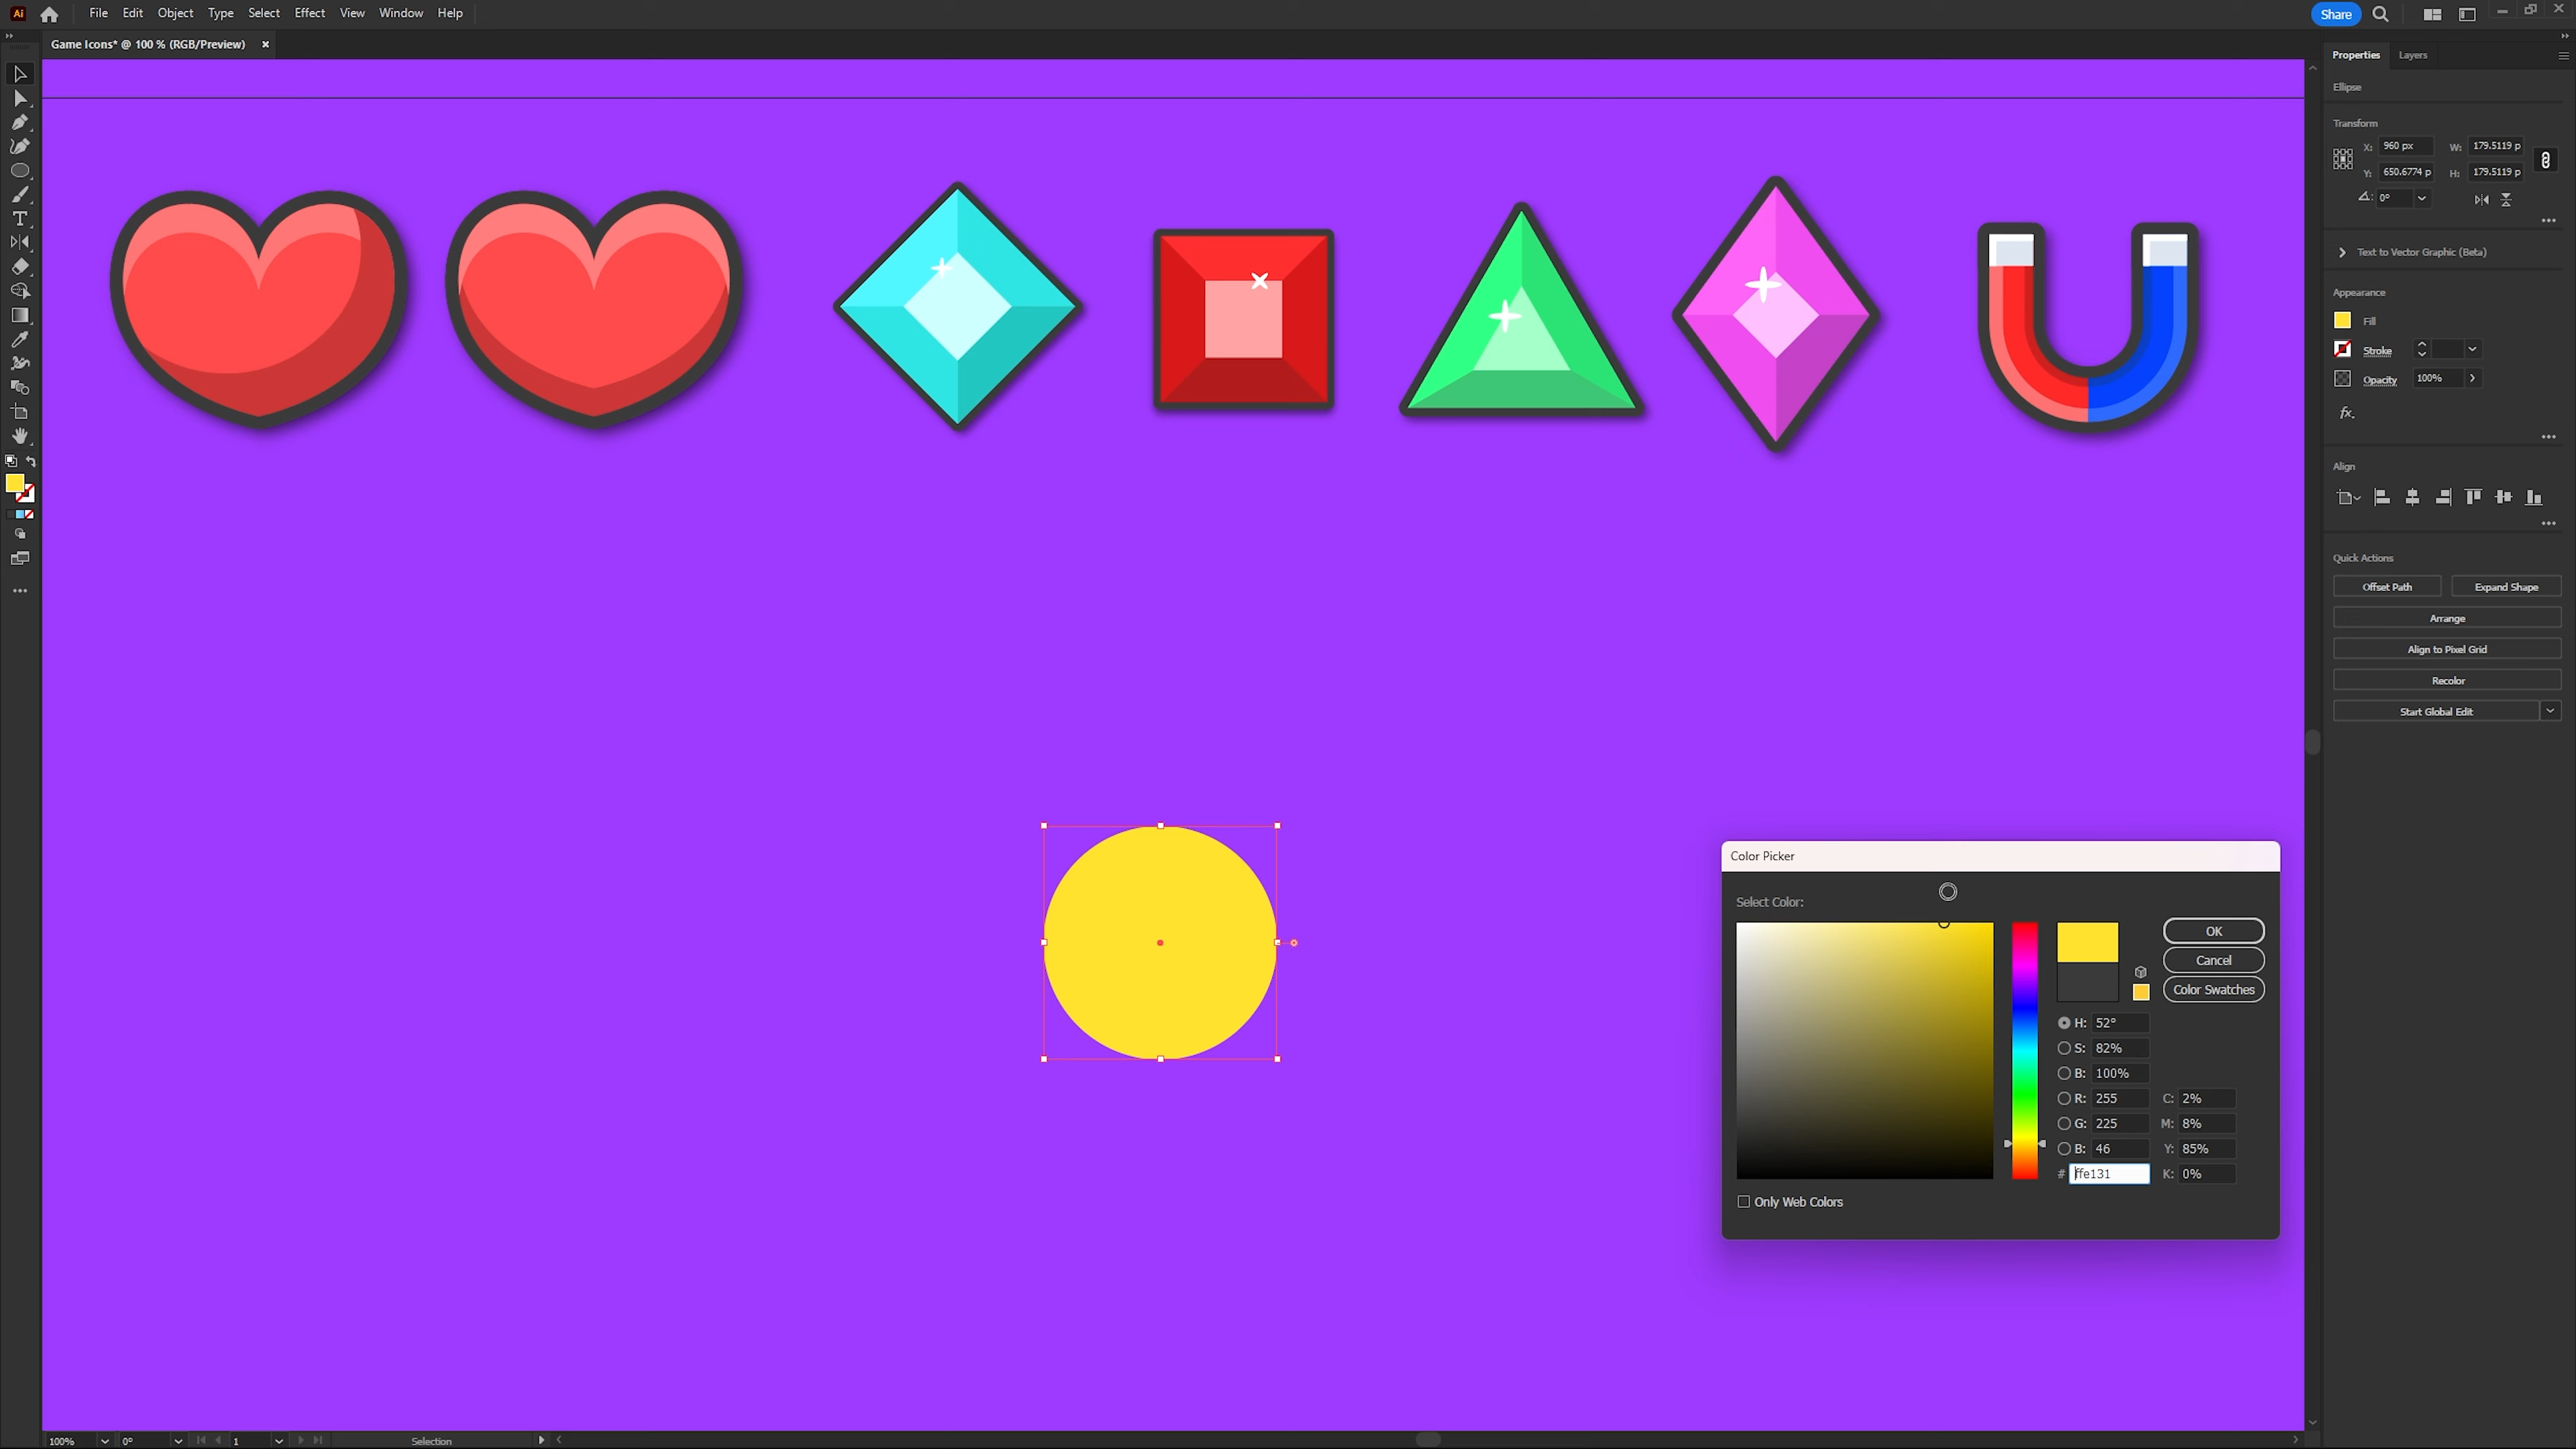 Ai File Edit Object Type Select Effect View Window Help Share
Game Icons* @ 100 % (RGB/Preview) ×
Properties Layers
Ellipse
Transform
X: 960 px W: 179.5119 p
Y: 650.6774 p H: 179.5119 p
0°
Text to Vector Graphic (Beta)
Appearance
Fill
Stroke
Opacity 100%
fx.
Align
Quick Actions
Offset Path Expand Shape
Arrange
Align to Pixel Grid
Recolor
Start Global Edit
Color Picker
Select Color:
OK
Cancel
Color Swatches
H: 52°
S: 82%
B: 100%
R: 255 C: 2%
G: 225 M: 8%
B: 46 Y: 85%
# ffe131 K: 0%
Only Web Colors
100% 0° 1 Selection